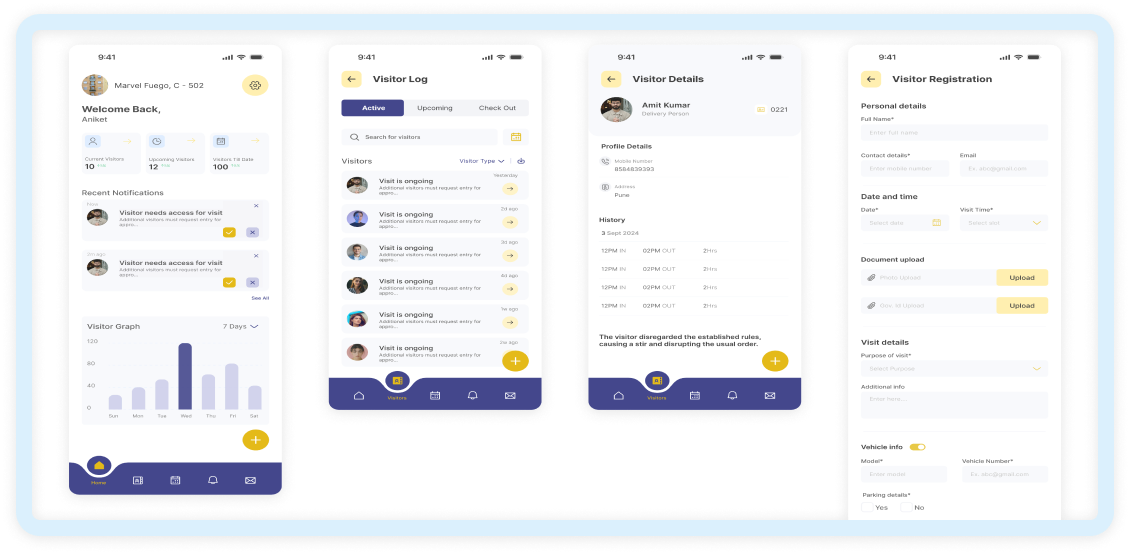 9:41
Marvel Fuego, C - 502
Welcome Back,
Aniket
Current Visitors
10
Upcoming Visitors
12
Visitors Till Date
100
Recent Notifications
Now
Visitor needs access for visit
Additional visitors must request entry for
appro...
2m ago
Visitor needs access for visit
Additional visitors must request entry for
appro...
See All
Visitor Graph
7 Days
120
80
40
0
Sun Mon Tue Wed Thu Fri Sat
Home
9:41
Visitor Log
Active Upcoming Check Out
Search for visitors
Visitors
Visitor Type
Yesterday
Visit is ongoing
Additional visitors must request entry for
appro...
2d ago
Visit is ongoing
Additional visitors must request entry for
appro...
3d ago
Visit is ongoing
Additional visitors must request entry for
appro...
4d ago
Visit is ongoing
Additional visitors must request entry for
appro...
1w ago
Visit is ongoing
Additional visitors must request entry for
appro...
2w ago
Visit is ongoing
Additional visitors must request entry for
appro...
Visitors
9:41
Visitor Details
Amit Kumar
Delivery Person
0221
Profile Details
Mobile Number
8584839393
Address
Pune
History
3 Sept 2024
12PM IN 02PM OUT 2Hrs
12PM IN 02PM OUT 2Hrs
12PM IN 02PM OUT 2Hrs
12PM IN 02PM OUT 2Hrs
The visitor disregarded the established rules,
causing a stir and disrupting the usual order.
Visitors
9:41
Visitor Registration
Personal details
Full Name*
Enter full name
Contact details* Email
Enter mobile number Ex. abc@gmail.com
Date and time
Date* Visit Time*
Select date Select slot
Document upload
Photo Upload Upload
Gov. Id Upload Upload
Visit details
Purpose of visit*
Select Purpose
Additional info
Enter here...
Vehicle info
Model* Vehicle Number*
Enter model Ex. abc@gmail.com
Parking details*
Yes No